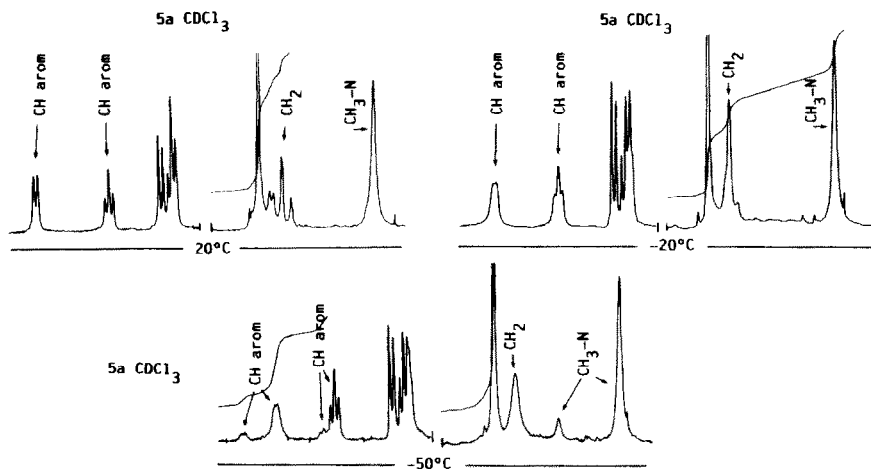 5a CDCl3
CH arom
CH arom
CH2
CH3-N
20°C
5a CDCl3
CH arom
CH arom
CH2
CH3-N
-20°C
5a CDCl3
CH arom
CH arom
CH2
CH3-N
-50°C